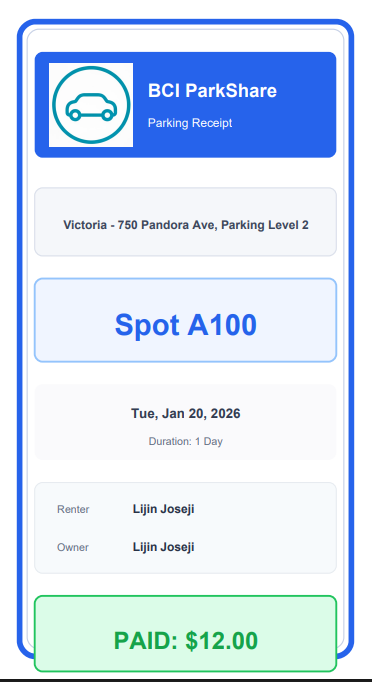 BCI ParkShare
Parking Receipt
Victoria - 750 Pandora Ave, Parking Level 2
Spot A100
Tue, Jan 20, 2026
Duration: 1 Day
Renter Lijin Joseji
Owner Lijin Joseji
PAID: $12.00